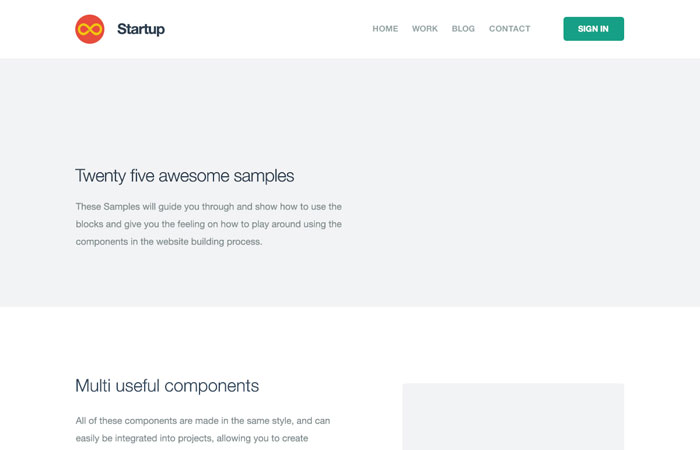 Startup
HOME WORK BLOG CONTACT SIGN IN
Twenty five awesome samples
These Samples will guide you through and show how to use the
blocks and give you the feeling on how to play around using the
components in the website building process.
Multi useful components
All of these components are made in the same style, and can
easily be integrated into projects, allowing you to create